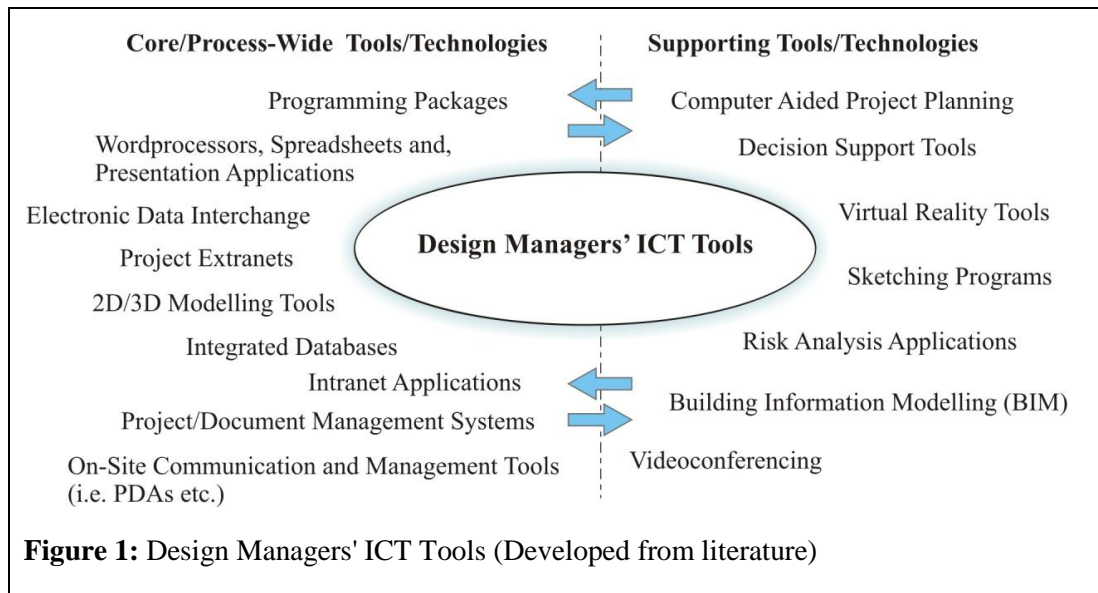 Core/Process-Wide Tools/Technologies
Supporting Tools/Technologies
Programming Packages
Wordprocessors, Spreadsheets and,
Presentation Applications
Electronic Data Interchange
Project Extranets
2D/3D Modelling Tools
Integrated Databases
Intranet Applications
Project/Document Management Systems
On-Site Communication and Management Tools
(i.e. PDAs etc.)
Design Managers’ ICT Tools
Computer Aided Project Planning
Decision Support Tools
Virtual Reality Tools
Sketching Programs
Risk Analysis Applications
Building Information Modelling (BIM)
Videoconferencing
Figure 1: Design Managers' ICT Tools (Developed from literature)